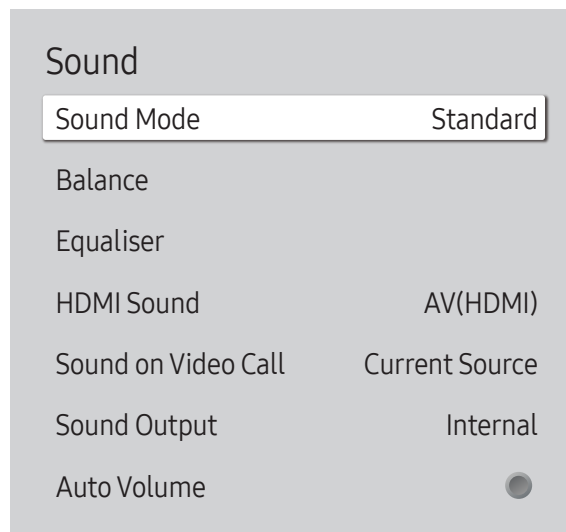 Sound
Sound Mode Standard
Balance
Equaliser
HDMI Sound AV(HDMI)
Sound on Video Call Current Source
Sound Output Internal
Auto Volume